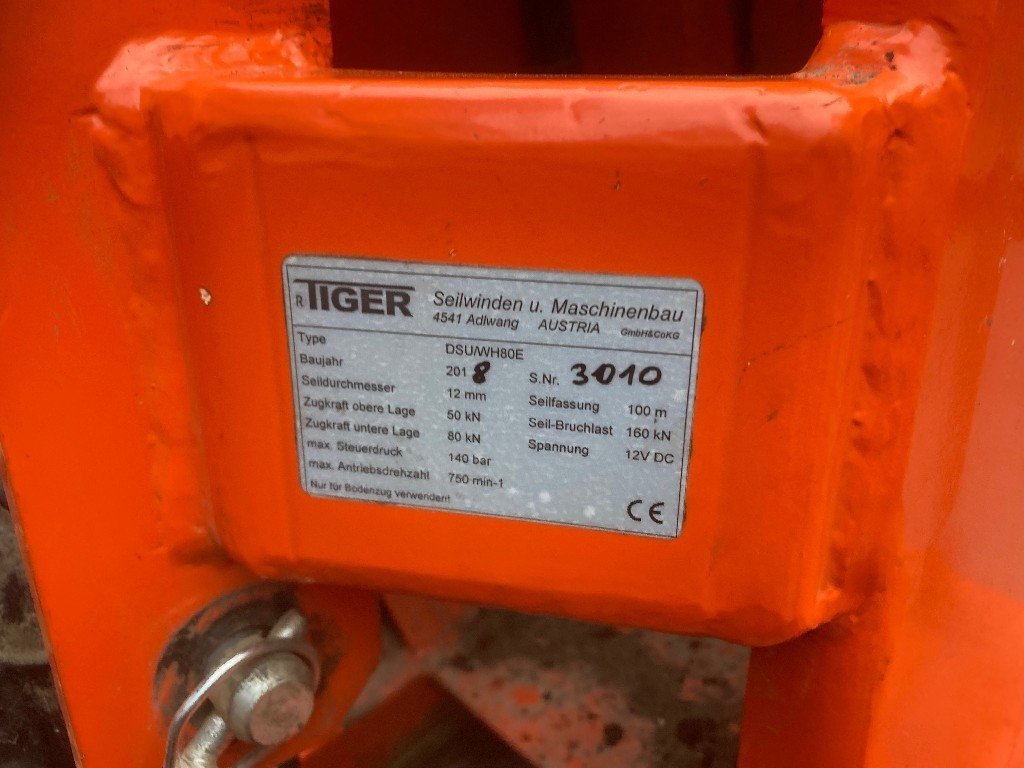 R TIGER Seilwinden u. Maschinenbau
4541 Adlwang AUSTRIA GmbH&CoKG
Type DSU/WH80E
Baujahr 2018 S.Nr. 3010
Seildurchmesser 12 mm Seilfassung 100 m
Zugkraft obere Lage 50 kN Seil-Bruchlast 160 kN
Zugkraft untere Lage 80 kN Spannung 12V DC
max. Steuerdruck 140 bar
max. Antriebsdrehzahl 750 min-1
Nur für Bodenzug verwenden!
CE